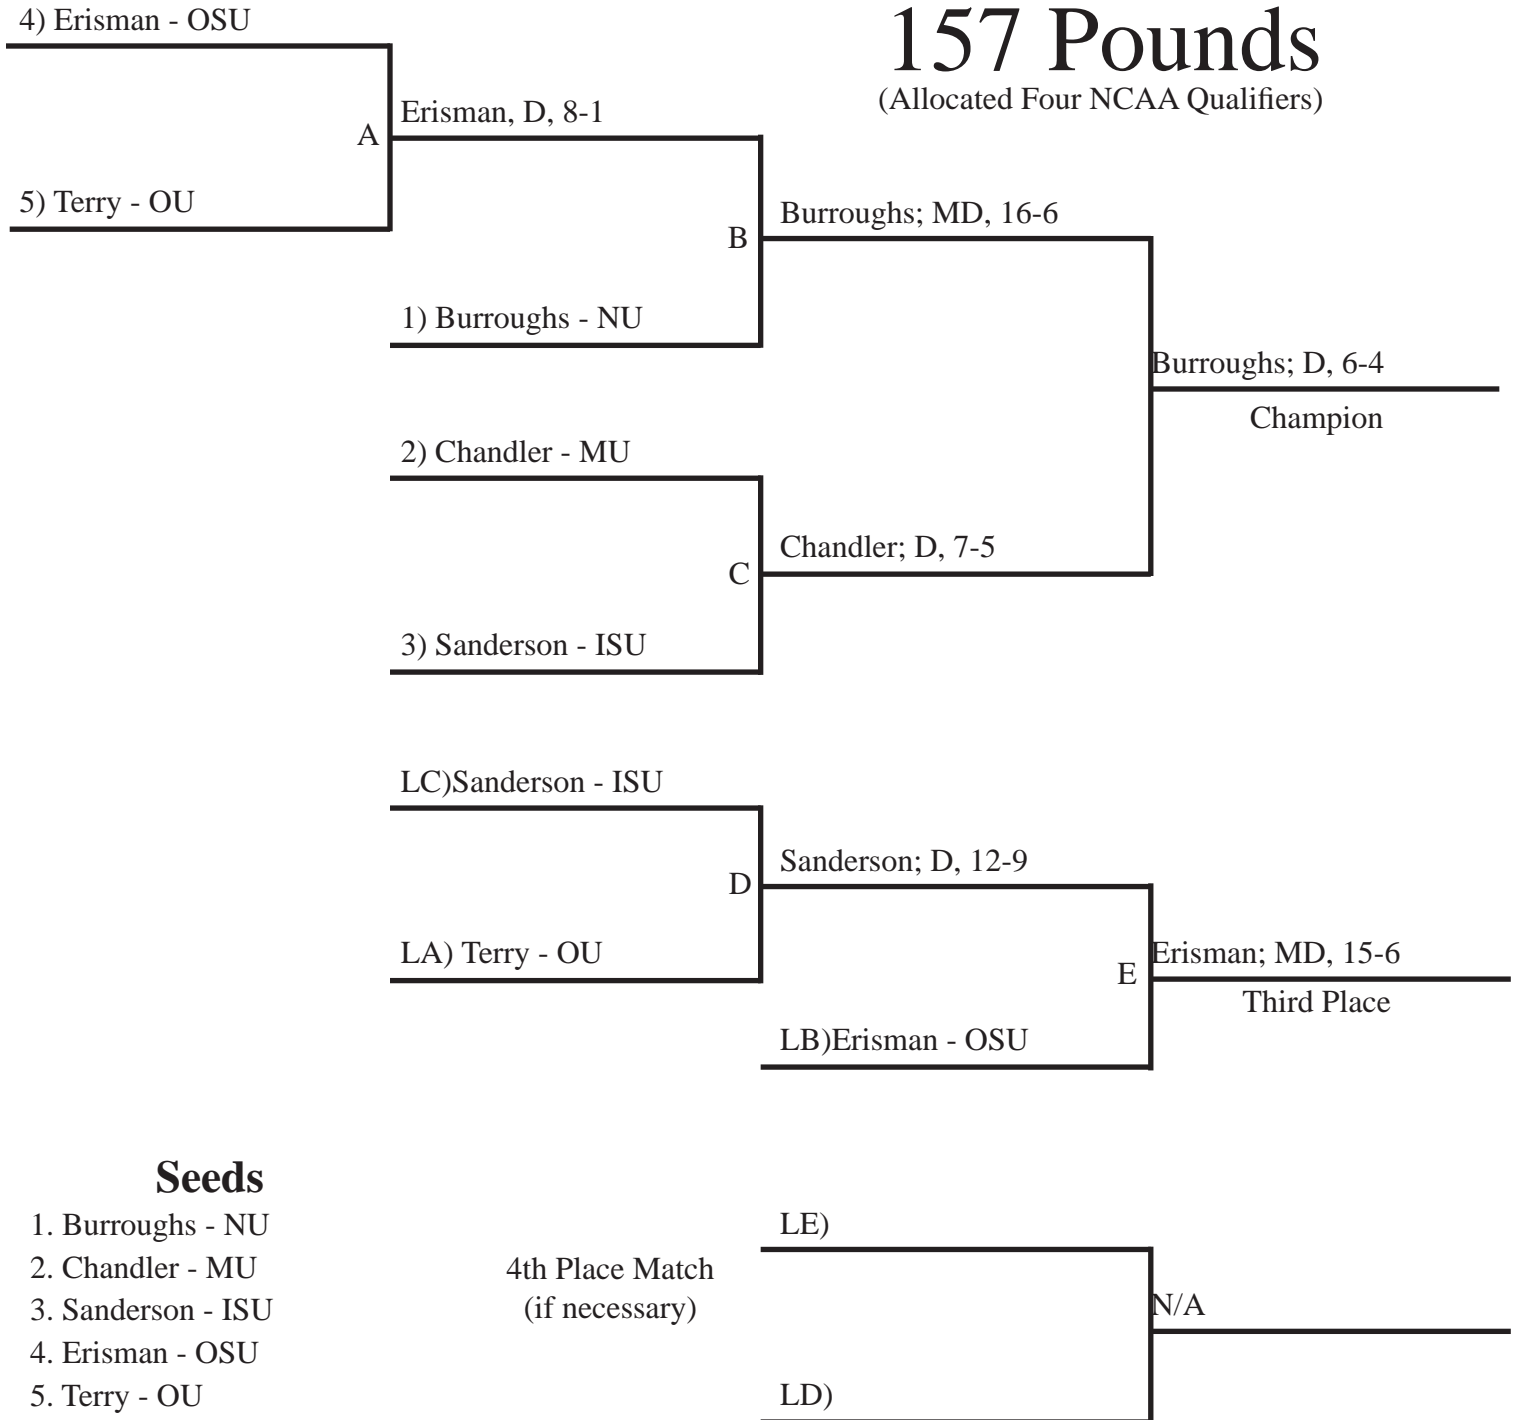 4) Erisman - OSU
157 Pounds
(Allocated Four NCAA Qualifiers)
Erisman, D, 8-1
A
5) Terry - OU
Burroughs; MD, 16-6
B
1) Burroughs - NU
Burroughs; D, 6-4
Champion
2) Chandler - MU
Chandler; D, 7-5
C
3) Sanderson - ISU
LC)Sanderson - ISU
Sanderson; D, 12-9
D
LA) Terry - OU
Erisman; MD, 15-6
E
Third Place
LB)Erisman - OSU
Seeds
1. Burroughs - NU
2. Chandler - MU
3. Sanderson - ISU
4. Erisman - OSU
5. Terry - OU
4th Place Match
(if necessary)
LE)
N/A
LD)